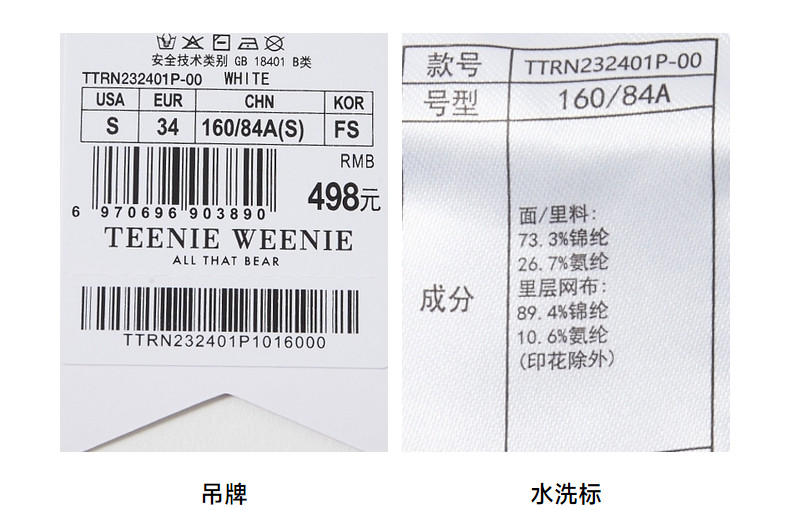 安全技术类别 GB 18401 B类
TTRN232401P-00 WHITE
USA EUR CHN KOR
S 34 160/84A(S) FS
RMB
498元
6 970696 903890
TEENIE WEENIE
ALL THAT BEAR
TTRN232401P1016000
吊牌
款号 TTRN232401P-00
号型 160/84A
成分
面/里料:
73.3%锦纶
26.7%氨纶
里层网布:
89.4%锦纶
10.6%氨纶
(印花除外)
水洗标